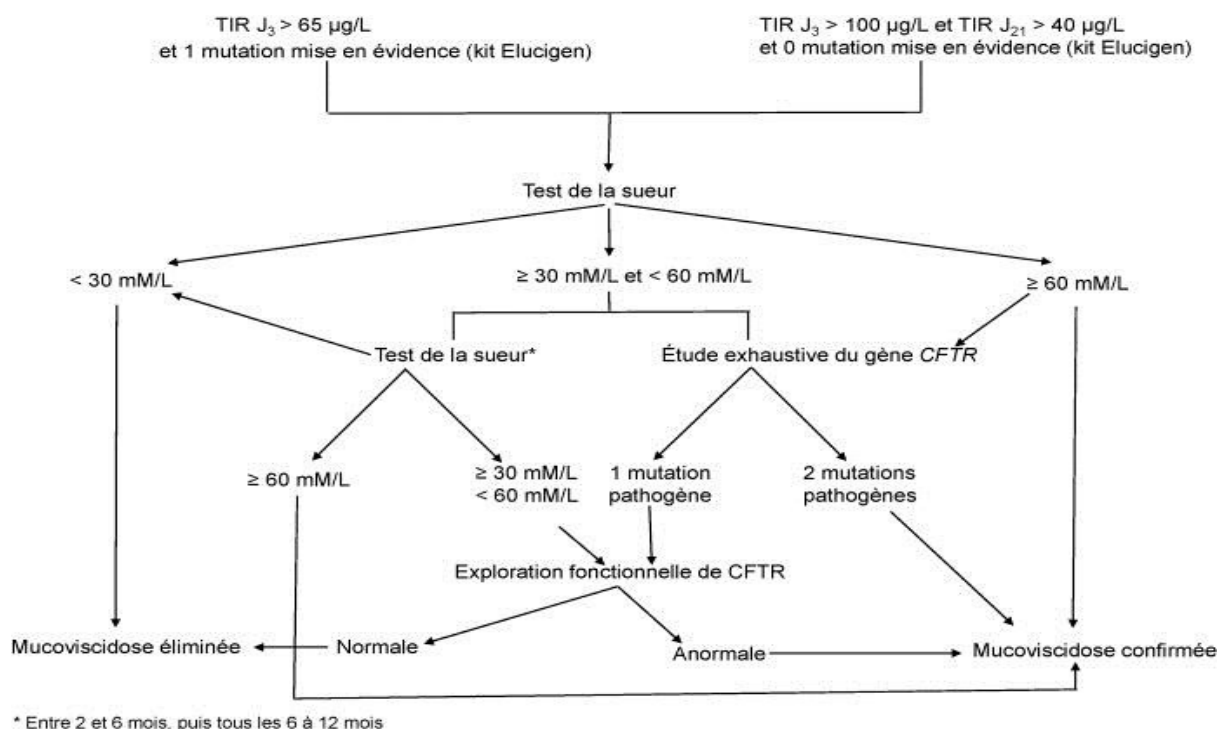 TIR J₃ > 65 µg/L
et 1 mutation mise en évidence (kit Elucigen)
TIR J₃ > 100 µg/L et TIR J₂₁ > 40 µg/L
et 0 mutation mise en évidence (kit Elucigen)
Test de la sueur
< 30 mM/L
≥ 30 mM/L et < 60 mM/L
≥ 60 mM/L
Test de la sueur*
Étude exhaustive du gène CFTR
≥ 60 mM/L
≥ 30 mM/L
< 60 mM/L
1 mutation
pathogène
2 mutations
pathogènes
Exploration fonctionnelle de CFTR
Mucoviscidose éliminée
Normale
Anormale
Mucoviscidose confirmée
* Entre 2 et 6 mois, puis tous les 6 à 12 mois